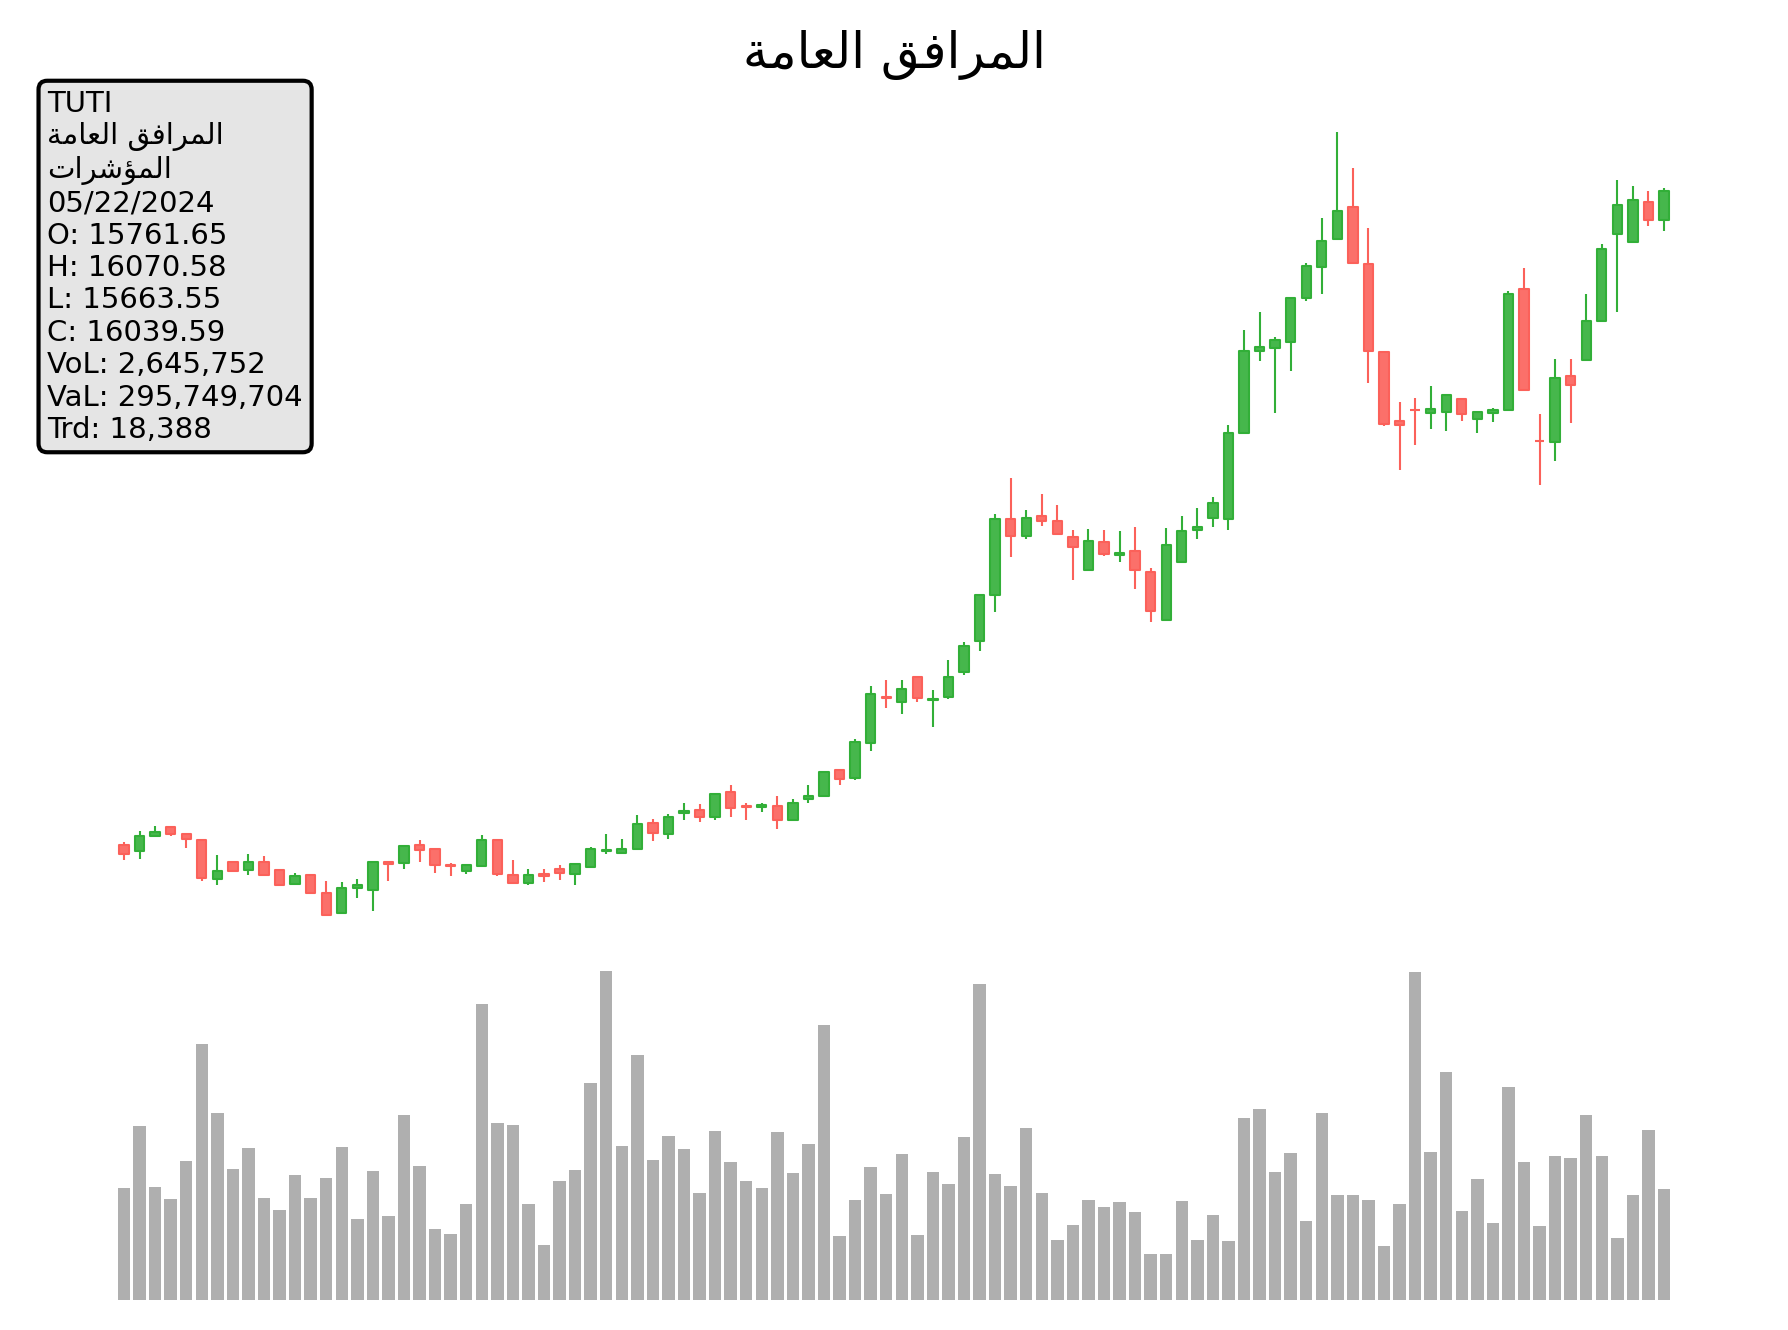 المرافق العامة
TUTI
المرافق العامة
المؤشرات
05/22/2024
O: 15761.65
H: 16070.58
L: 15663.55
C: 16039.59
VoL: 2,645,752
VaL: 295,749,704
Trd: 18,388